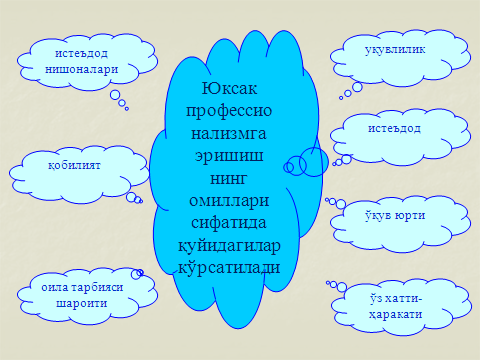 истеъдод
нишоналари
қобилият
оила тарбияси
шароити
Юксак
профессио
нализмга
эришиш
нинг
омиллари
сифатида
қуйидагилар
кўрсатилади
уқувлилик
истеъдод
ўқув юрти
ўз хатти-
ҳаракати